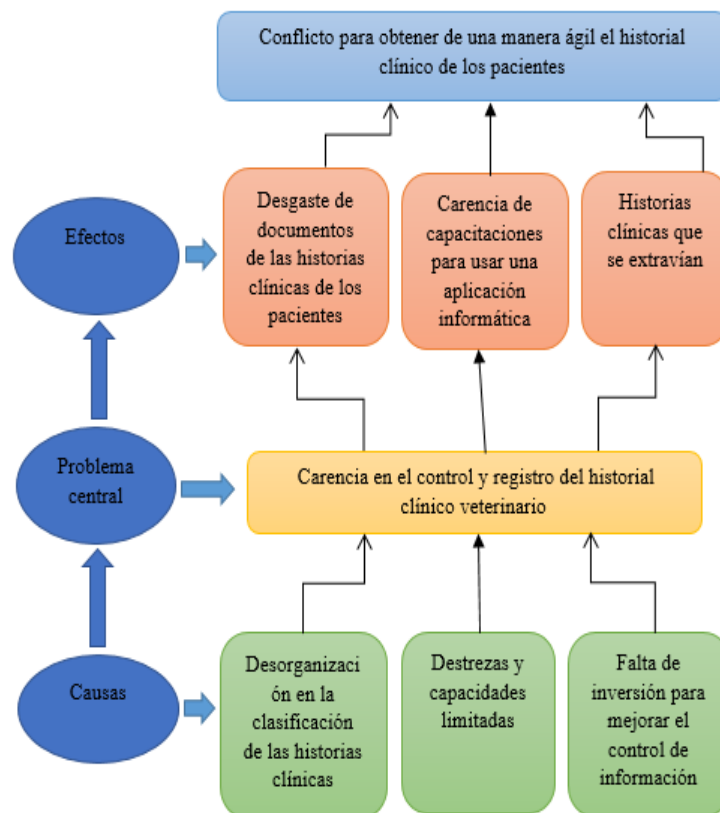 Conflicto para obtener de una manera ágil el historial
clínico de los pacientes
Efectos
Desgaste de
documentos
de las historias
clínicas de los
pacientes
Carencia de
capacitaciones
para usar una
aplicación
informática
Historias
clínicas que
se extravían
Problema
central
Carencia en el control y registro del historial
clínico veterinario
Causas
Desorganizaci
ón en la
clasificación
de las historias
clínicas
Destrezas y
capacidades
limitadas
Falta de
inversión para
mejorar el
control de
información